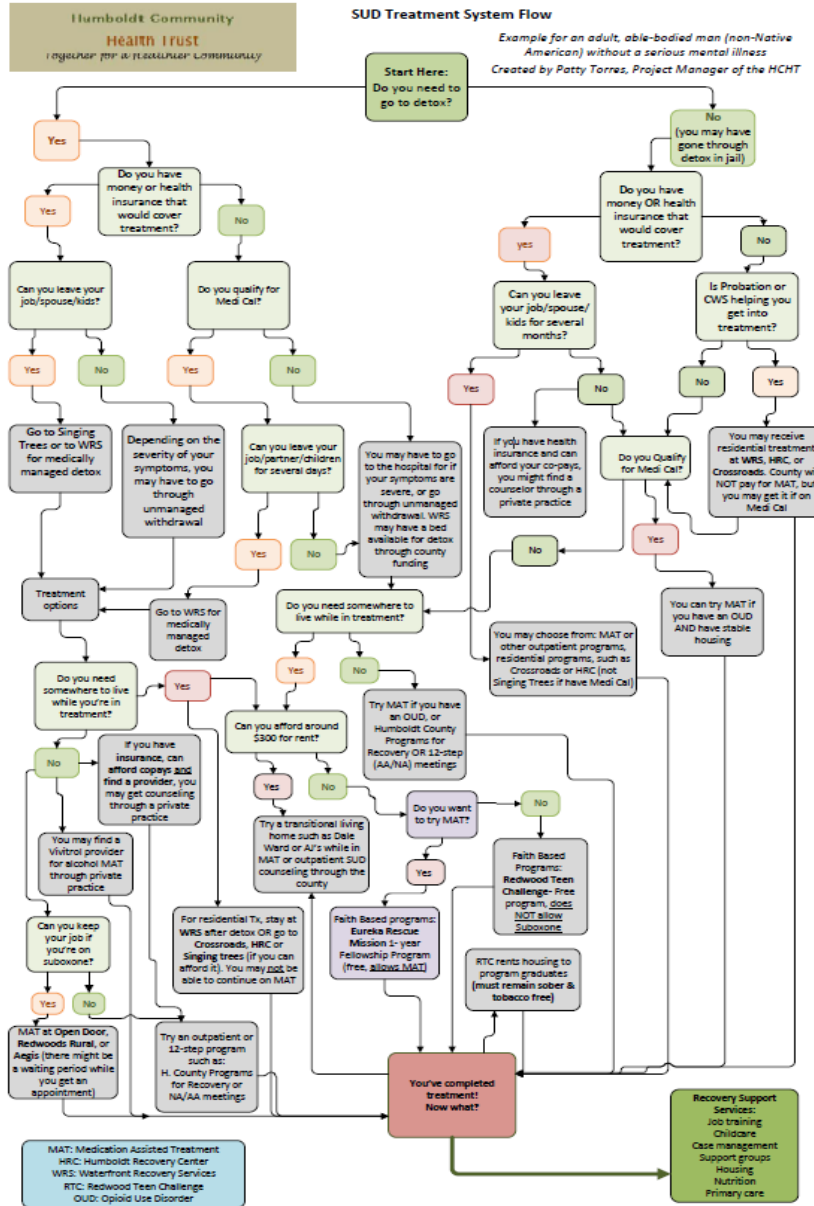 Humboldt Community
Health Trust
Together for a Healthier Community
SUD Treatment System Flow
Example for an adult, able-bodied man (non-Native
American) without a serious mental illness
Created by Patty Torres, Project Manager of the HCHT
Start Here:
Do you need to
go to detox?
Yes
No
(you may have
gone through
detox in jail)
Do you have
money or health
insurance that
would cover
treatment?
Yes
No
Do you have
money OR health
insurance that
would cover
treatment?
yes
No
Can you leave your
job/spouse/kids?
Do you qualify for
Medi Cal?
Can you leave
your job/spouse/
kids for several
months?
Is Probation or
CWS helping you
get into
treatment?
Yes
No
Yes
No
Yes
No
No
Yes
Go to Singing
Trees or to WRS
for medically
managed detox
Depending on the
severity of your
symptoms, you
may have to go
through
unmanaged
withdrawal
Can you leave your
job/partner/children
for several days?
You may have to go
to the hospital for if
your symptoms are
severe, or go
through unmanaged
withdrawal. WRS
may have a bed
available for detox
through county
funding
If you have health
insurance and can
afford your co-pays,
you might find a
counselor through a
private practice
Do you Qualify
for Medi Cal?
You may receive
residential treatment
at WRS, HRC, or
Crossroads. County wi
NOT pay for MAT, but
you may get it if on
Medi Cal
Yes
No
No
Yes
Treatment
options
Go to WRS for
medically
managed
detox
Do you need somewhere to
live while in treatment?
You can try MAT if
you have an OUD
AND have stable
housing
You may choose from: MAT or
other outpatient programs,
residential programs, such as
Crossroads or HRC (not
Singing Trees if have Medi Cal)
Do you need
somewhere to live
while you're in
treatment?
Yes
Yes
No
Can you afford around
$300 for rent?
Try MAT if you have
an OUD, or
Humboldt County
Programs for
Recovery OR 12-step
(AA/NA) meetings
No
If you have
insurance, can
afford copays and
find a provider, you
may get counseling
through a private
practice
Yes
No
Do you want
to try MAT?
No
You may find a
Vivitrol provider
for alcohol MAT
through private
practice
Try a transitional living
home such as Dale
Ward or AJ's while in
MAT or outpatient SUD
counseling through the
county
Yes
Faith Based
Programs:
Redwood Teen
Challenge- Free
program, does
NOT allow
Suboxone
Can you keep
your job if
you're on
suboxone?
For residential Tx, stay at
WRS after detox OR go to
Crossroads, HRC or
Singing trees (if you can
afford it). You may not be
able to continue on MAT
Faith Based programs:
Eureka Rescue
Mission 1- year
Fellowship Program
(free, allows MAT)
RTC rents housing to
program graduates
(must remain sober &
tobacco free)
Yes
No
MAT at Open Door,
Redwoods Rural, or
Aegis (there might be
a waiting period while
you get an
appointment)
Try an outpatient or
12-step program
such as:
H. County Programs
for Recovery or
NA/AA meetings
You've completed
treatment!
Now what?
Recovery Support
Services:
Job training
Childcare
Case management
Support groups
Housing
Nutrition
Primary care
MAT: Medication Assisted Treatment
HRC: Humboldt Recovery Center
WRS: Waterfront Recovery Services
RTC: Redwood Teen Challenge
OUD: Opioid Use Disorder